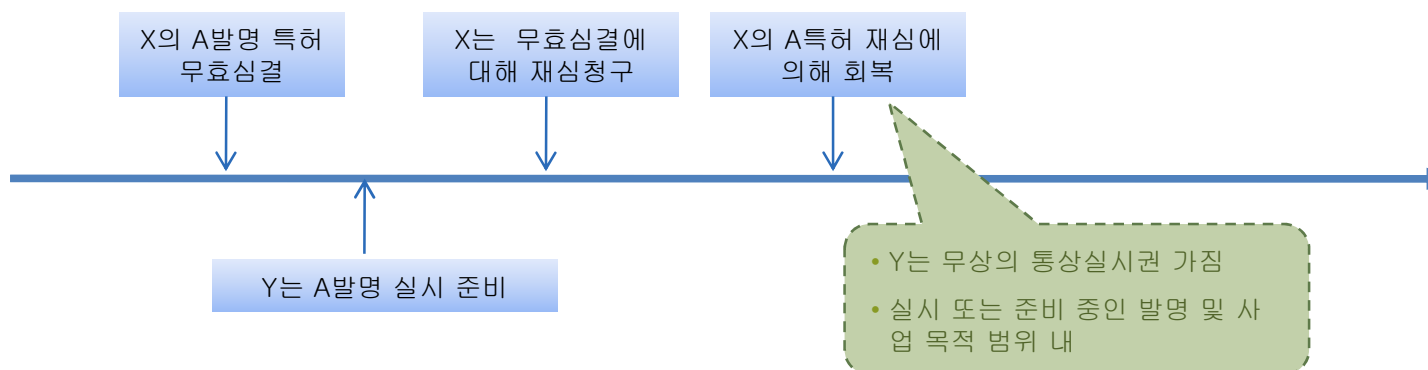 X의 A발명 특허
무효심결
X는 무효심결에
대해 재심청구
X의 A특허 재심에
의해 회복
Y는 A발명 실시 준비
• Y는 무상의 통상실시권 가짐
• 실시 또는 준비 중인 발명 및 사
업 목적 범위 내